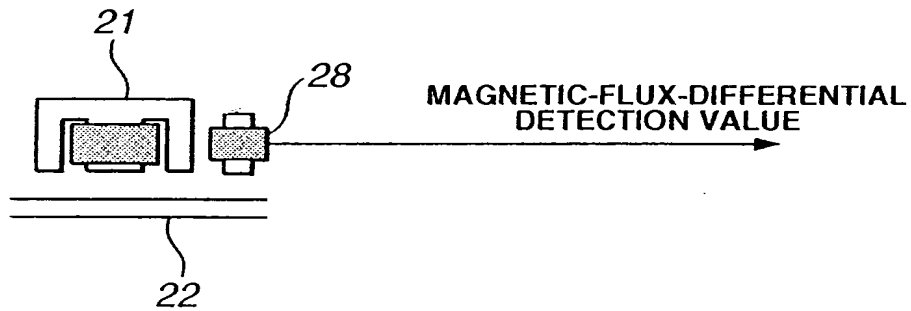 21
28
MAGNETIC-FLUX-DIFFERENTIAL
DETECTION VALUE
22